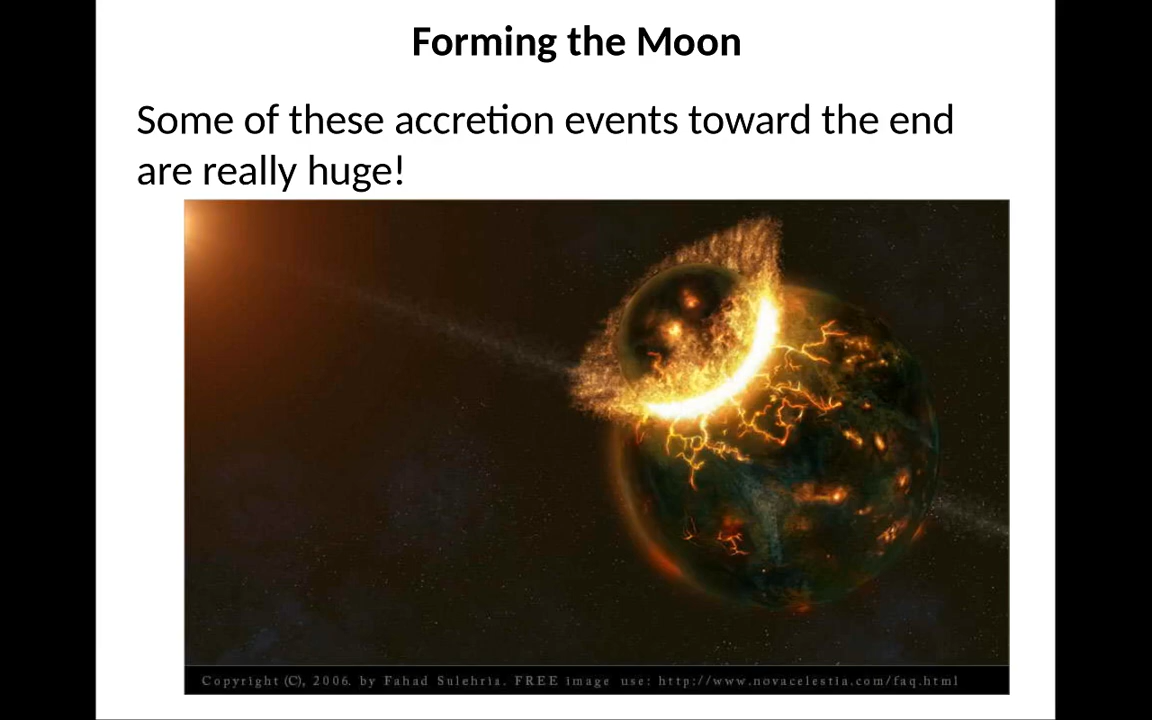 Forming the Moon
Some of these accretion events toward the end
are really huge!
Copyright (C), 2006. by Fahad Sulehria. FREE image use: http://www.novacelestia.com/faq.html